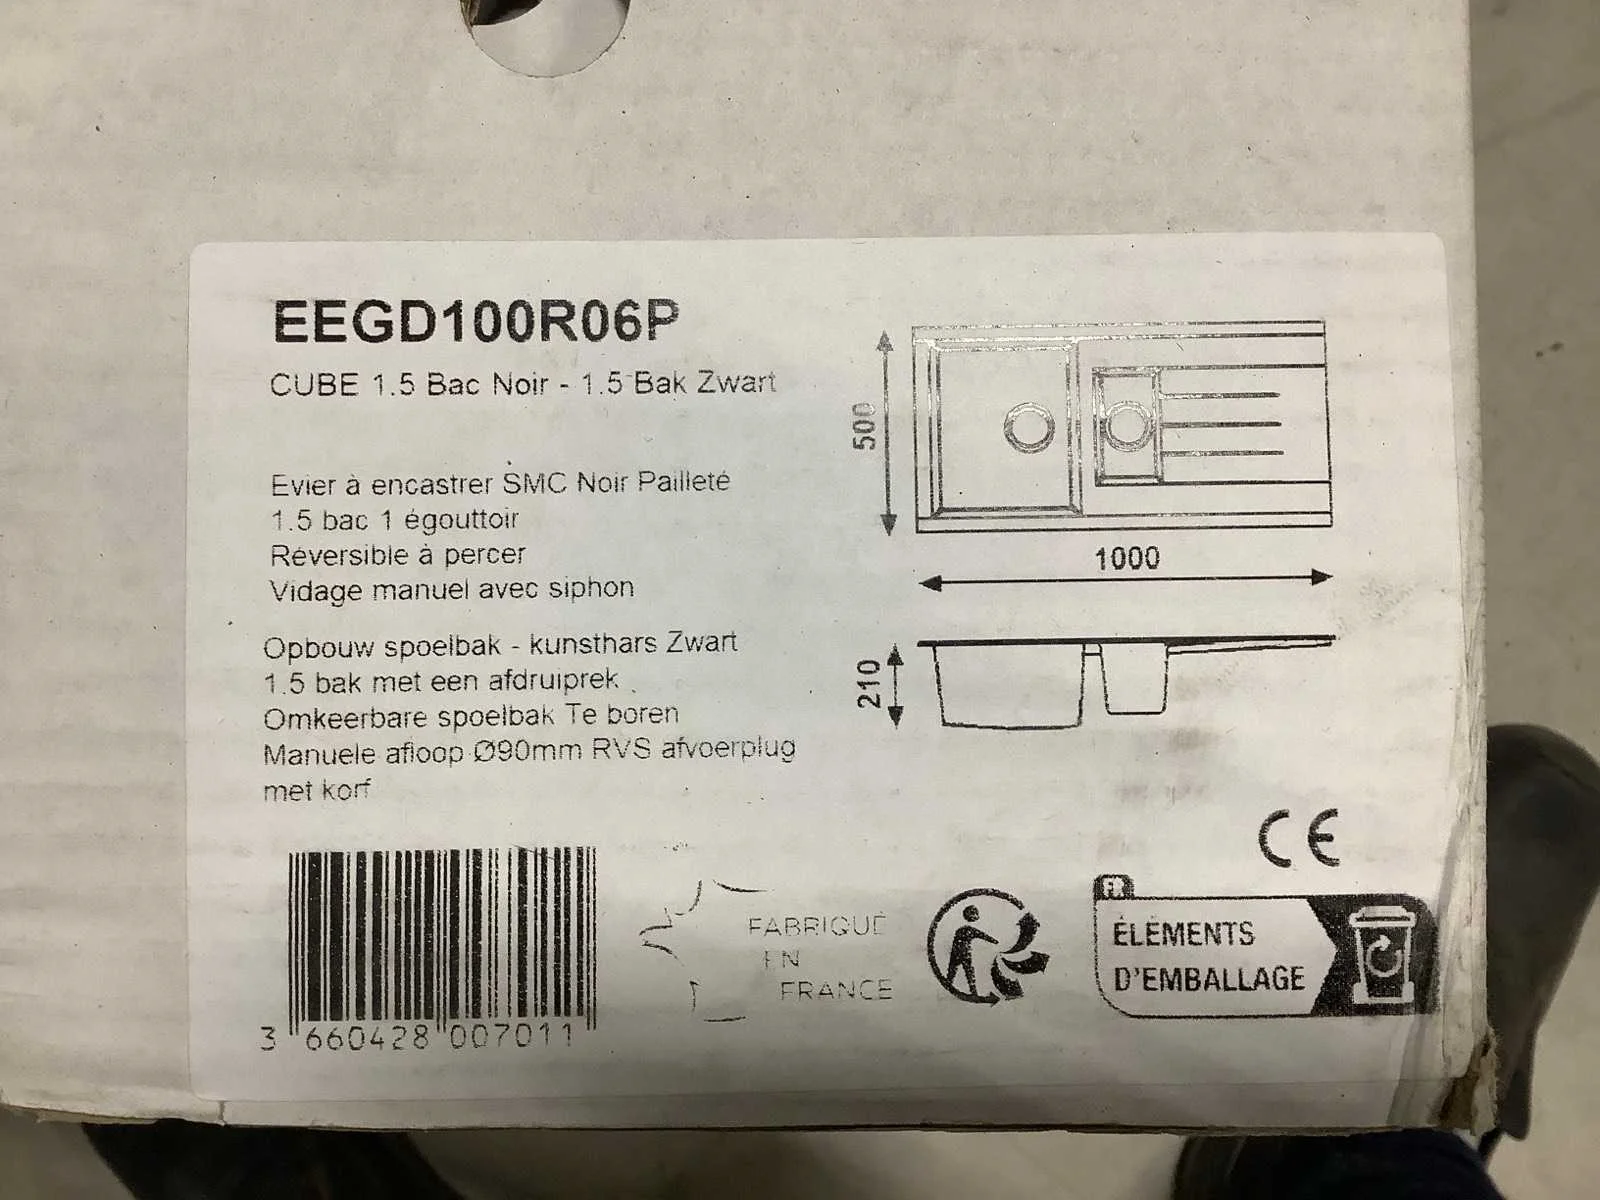 EEGD100R06P
CUBE 1.5 Bac Noir - 1.5 Bak Zwart
Evier à encastrer SMC Noir Pailleté
1.5 bac 1 égouttoir
Réversible à percer
Vidage manuel avec siphon
Opbouw spoelbak - kunsthars Zwart
1.5 bak met een afdruiprek
Omkeerbare spoelbak Te boren
Manuele afloop Ø90mm RVS afvoerplug
met korf
500
1000
210
CE
3 660428 007011
FABRIQUÉ
EN
FRANCE
FR
ÉLÉMENTS
D'EMBALLAGE